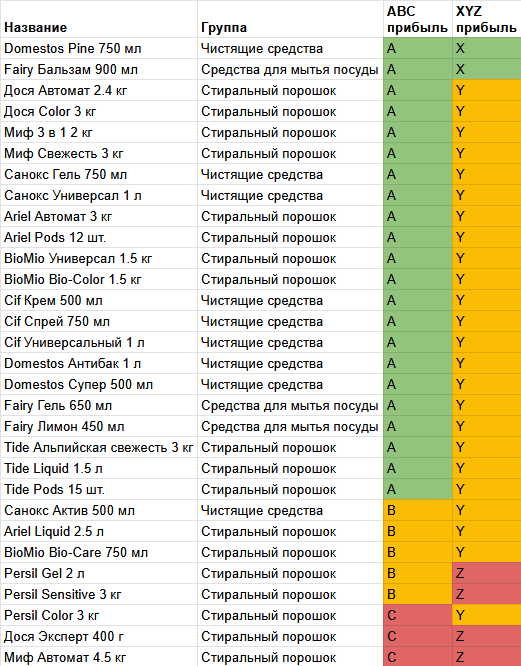 Название Группа ABC прибыль XYZ прибыль
Domestos Pine 750 мл Чистящие средства A X
Fairy Бальзам 900 мл Средства для мытья посуды A X
Дося Автомат 2.4 кг Стиральный порошок A Y
Дося Color 3 кг Стиральный порошок A Y
Миф 3 в 1 2 кг Стиральный порошок A Y
Миф Свежесть 3 кг Стиральный порошок A Y
Санокс Гель 750 мл Чистящие средства A Y
Санокс Универсал 1 л Чистящие средства A Y
Ariel Автомат 3 кг Стиральный порошок A Y
Ariel Pods 12 шт. Стиральный порошок A Y
BioMio Универсал 1.5 кг Стиральный порошок A Y
BioMio Bio-Color 1.5 кг Стиральный порошок A Y
Cif Крем 500 мл Чистящие средства A Y
Cif Спрей 750 мл Чистящие средства A Y
Cif Универсальный 1 л Чистящие средства A Y
Domestos Антибак 1 л Чистящие средства A Y
Domestos Супер 500 мл Чистящие средства A Y
Fairy Гель 650 мл Средства для мытья посуды A Y
Fairy Лимон 450 мл Средства для мытья посуды A Y
Tide Альпийская свежесть 3 кг Стиральный порошок A Y
Tide Liquid 1.5 л Стиральный порошок A Y
Tide Pods 15 шт. Стиральный порошок A Y
Санокс Актив 500 мл Чистящие средства B Y
Ariel Liquid 2.5 л Стиральный порошок B Y
BioMio Bio-Care 750 мл Стиральный порошок B Y
Persil Gel 2 л Стиральный порошок B Z
Persil Sensitive 3 кг Стиральный порошок B Z
Persil Color 3 кг Стиральный порошок C Y
Дося Эксперт 400 г Стиральный порошок C Z
Миф Автомат 4.5 кг Стиральный порошок C Z